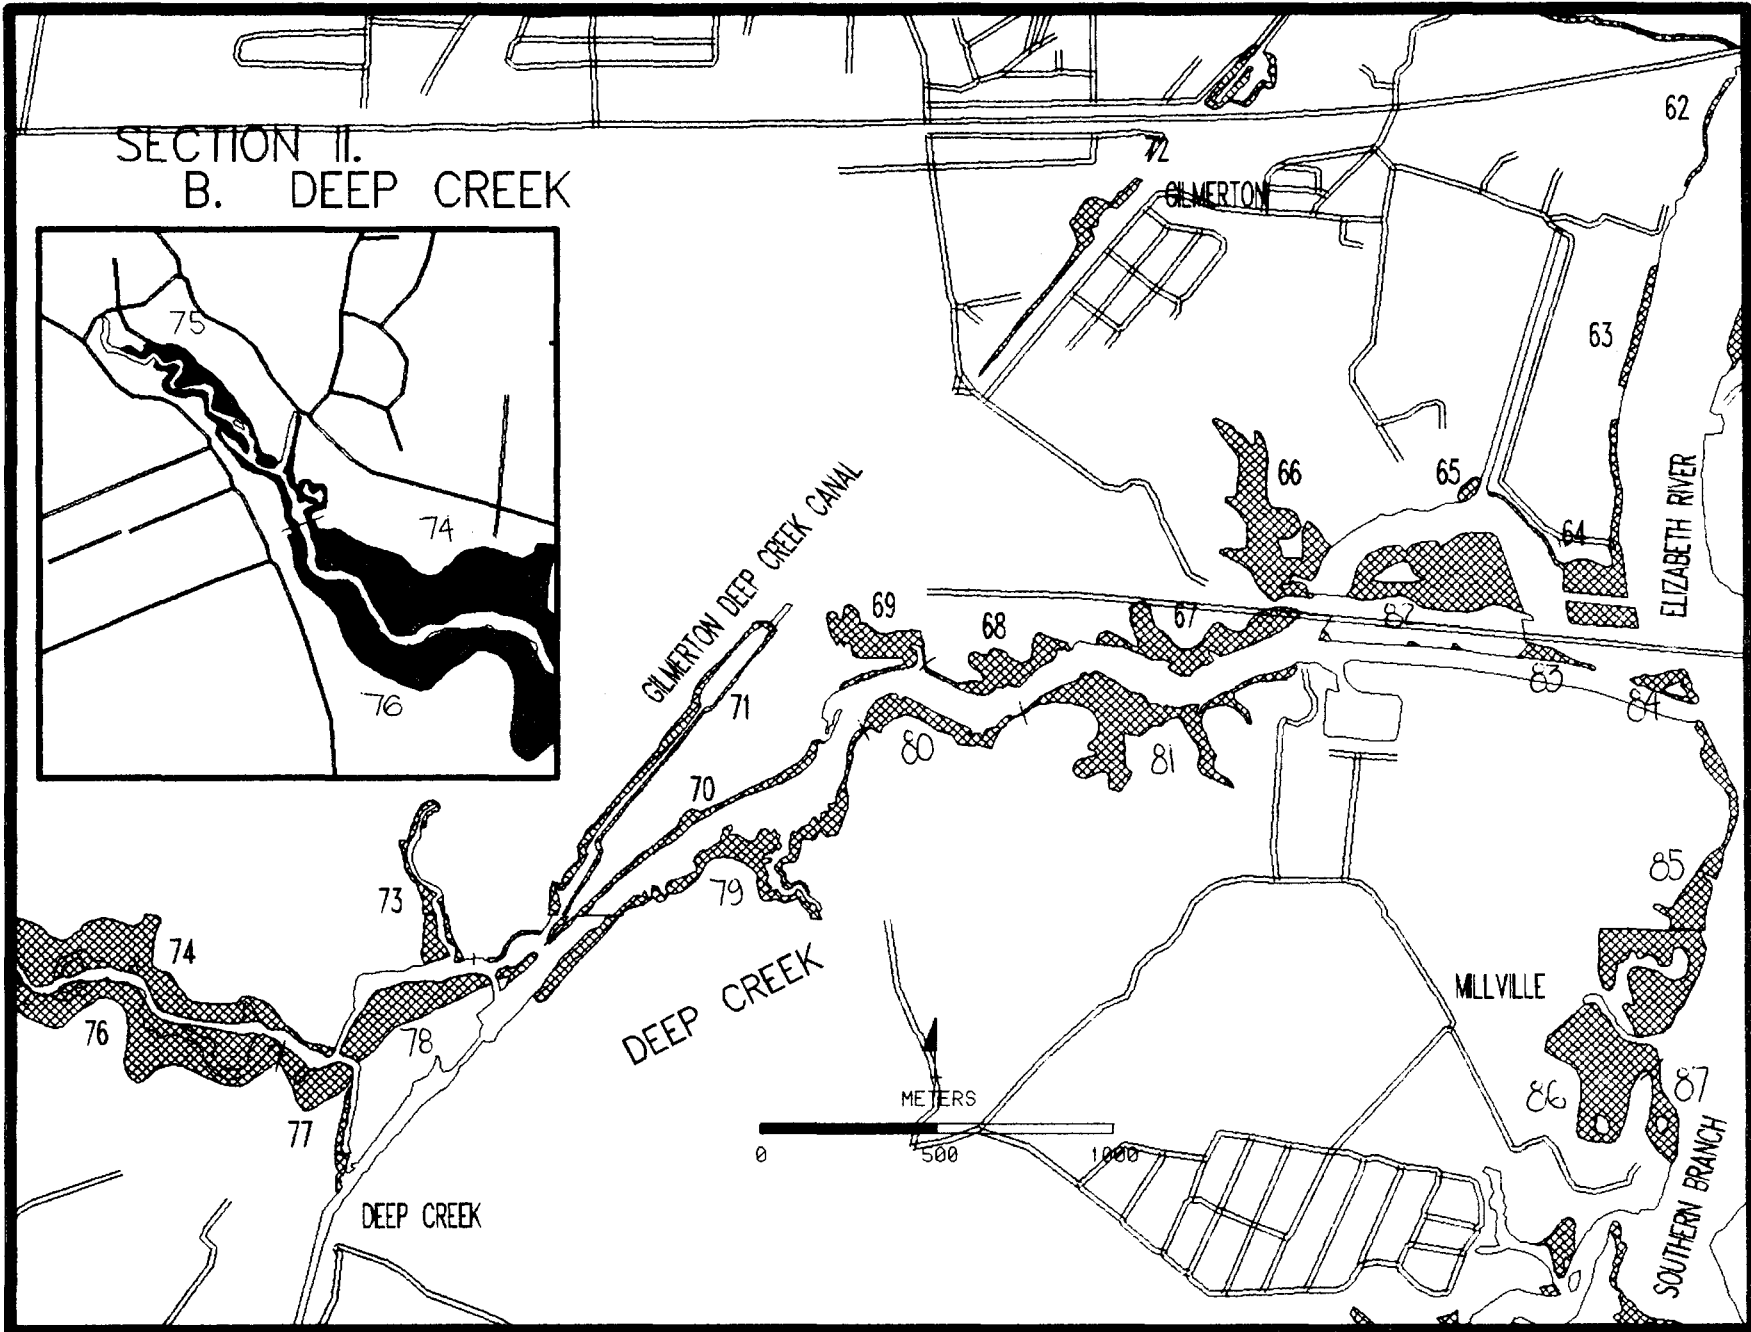 SECTION II.
B. DEEP CREEK
62
72
GILMERTON
75
63
66
65
74
64
ELIZABETH RIVER
GILMERTON DEEP CREEK CANAL
69
68
67
82
76
71
83
84
80
81
70
85
73
79
74
DEEP CREEK
MILLVILLE
76
78
86
87
METERS
77
0 500 1000
DEEP CREEK
SOUTHERN BRANCH